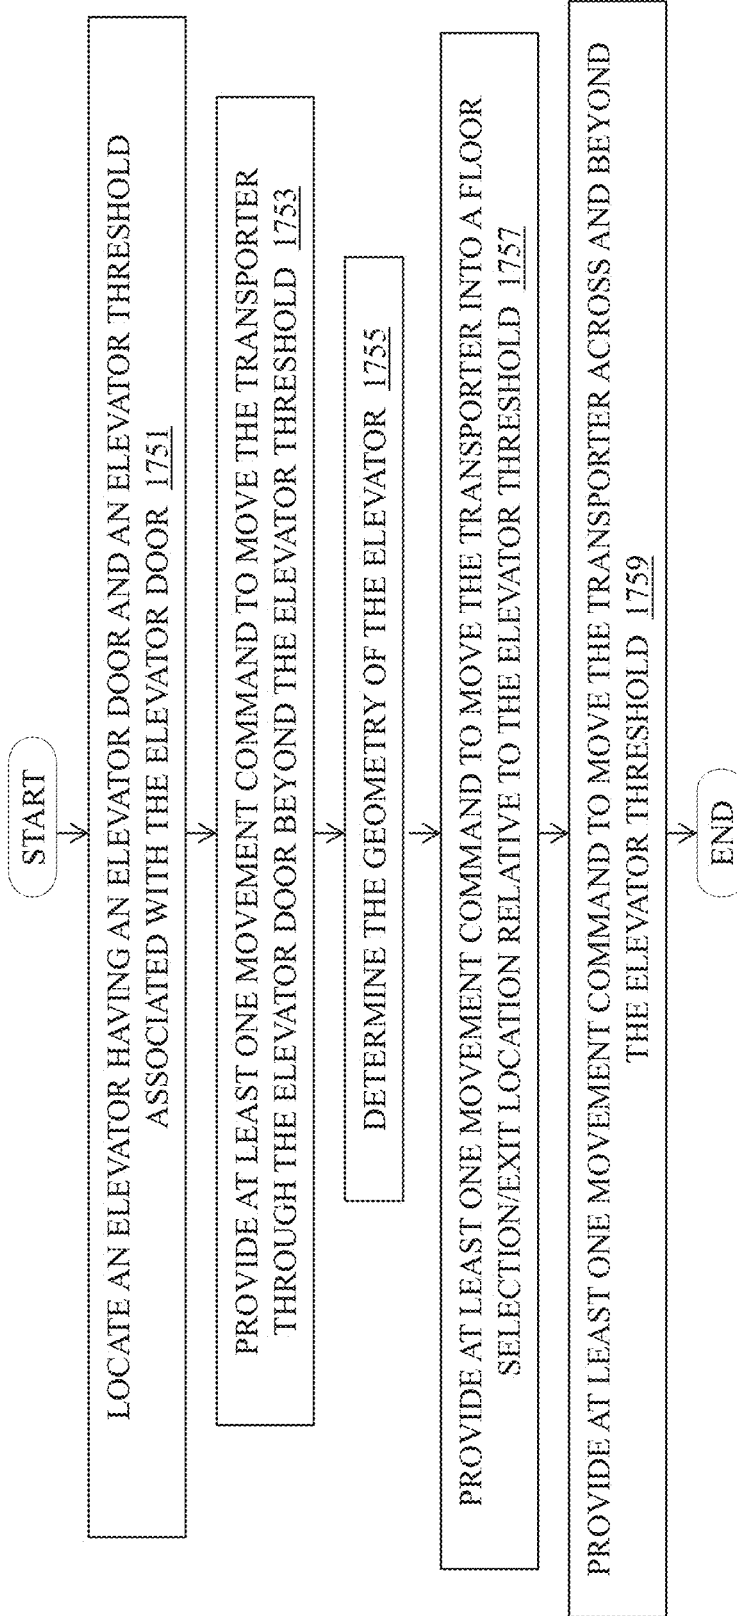 START
LOCATE AN ELEVATOR HAVING AN ELEVATOR DOOR AND AN ELEVATOR THRESHOLD
ASSOCIATED WITH THE ELEVATOR DOOR 1751
PROVIDE AT LEAST ONE MOVEMENT COMMAND TO MOVE THE TRANSPORTER
THROUGH THE ELEVATOR DOOR BEYOND THE ELEVATOR THRESHOLD 1753
DETERMINE THE GEOMETRY OF THE ELEVATOR 1755
PROVIDE AT LEAST ONE MOVEMENT COMMAND TO MOVE THE TRANSPORTER INTO A FLOOR
SELECTION/EXIT LOCATION RELATIVE TO THE ELEVATOR THRESHOLD 1757
PROVIDE AT LEAST ONE MOVEMENT COMMAND TO MOVE THE TRANSPORTER ACROSS AND BEYOND
THE ELEVATOR THRESHOLD 1759
END